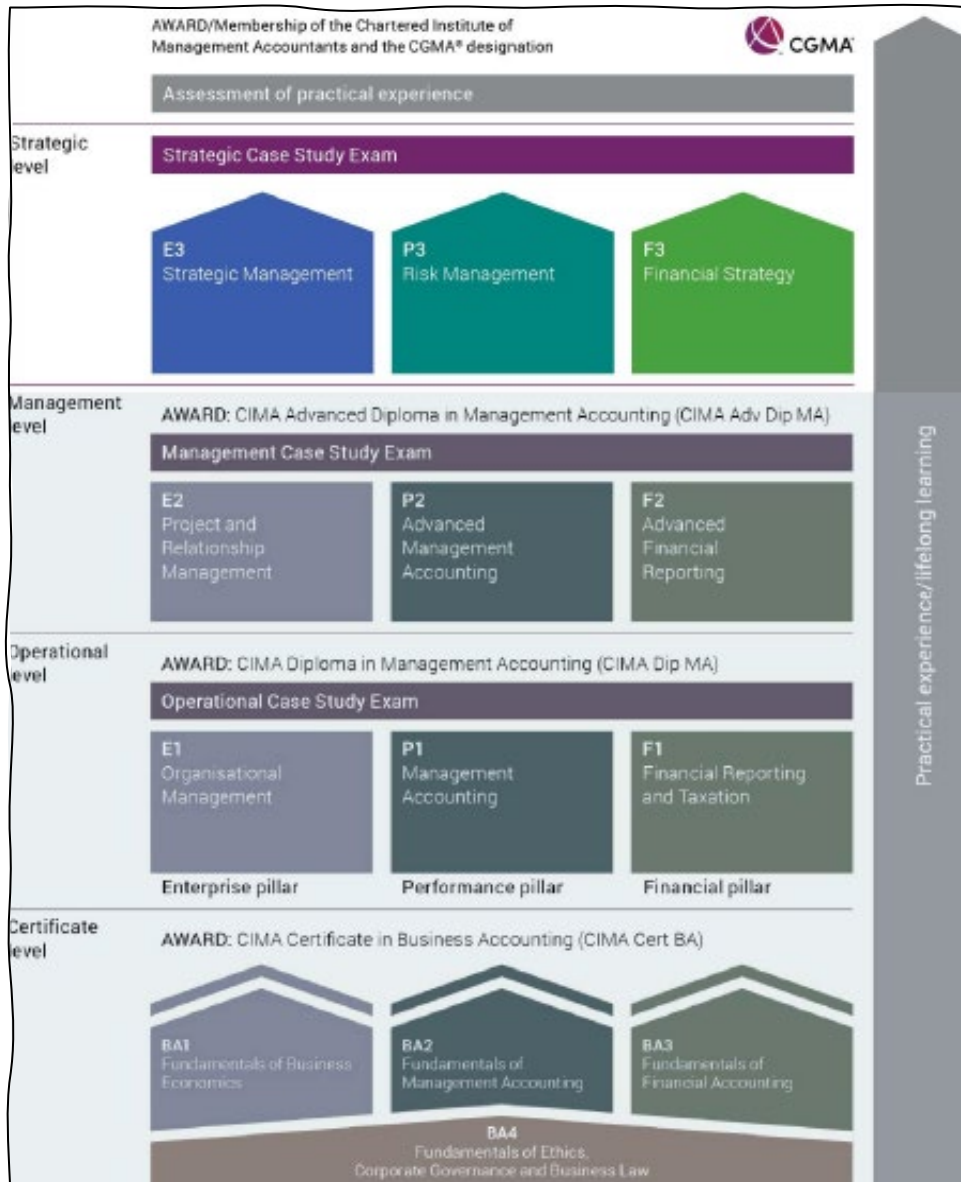 AWARD/Membership of the Chartered Institute of
Management Accountants and the CGMA® designation
CGMA
Assessment of practical experience
Strategic
level
Strategic Case Study Exam
E3
Strategic Management
P3
Risk Management
F3
Financial Strategy
Management
level
AWARD: CIMA Advanced Diploma in Management Accounting (CIMA Adv Dip MA)
Management Case Study Exam
E2
Project and
Relationship
Management
P2
Advanced
Management
Accounting
F2
Advanced
Financial
Reporting
Operational
level
AWARD: CIMA Diploma in Management Accounting (CIMA Dip MA)
Operational Case Study Exam
E1
Organisational
Management
P1
Management
Accounting
F1
Financial Reporting
and Taxation
Enterprise pillar
Performance pillar
Financial pillar
Certificate
level
AWARD: CIMA Certificate in Business Accounting (CIMA Cert BA)
BA1
Fundamentals of Business
Economics
BA2
Fundamentals of
Management Accounting
BA3
Fundamentals of
Financial Accounting
BA4
Fundamentals of Ethics,
Corporate Governance and Business Law
Practical experience/lifelong learning